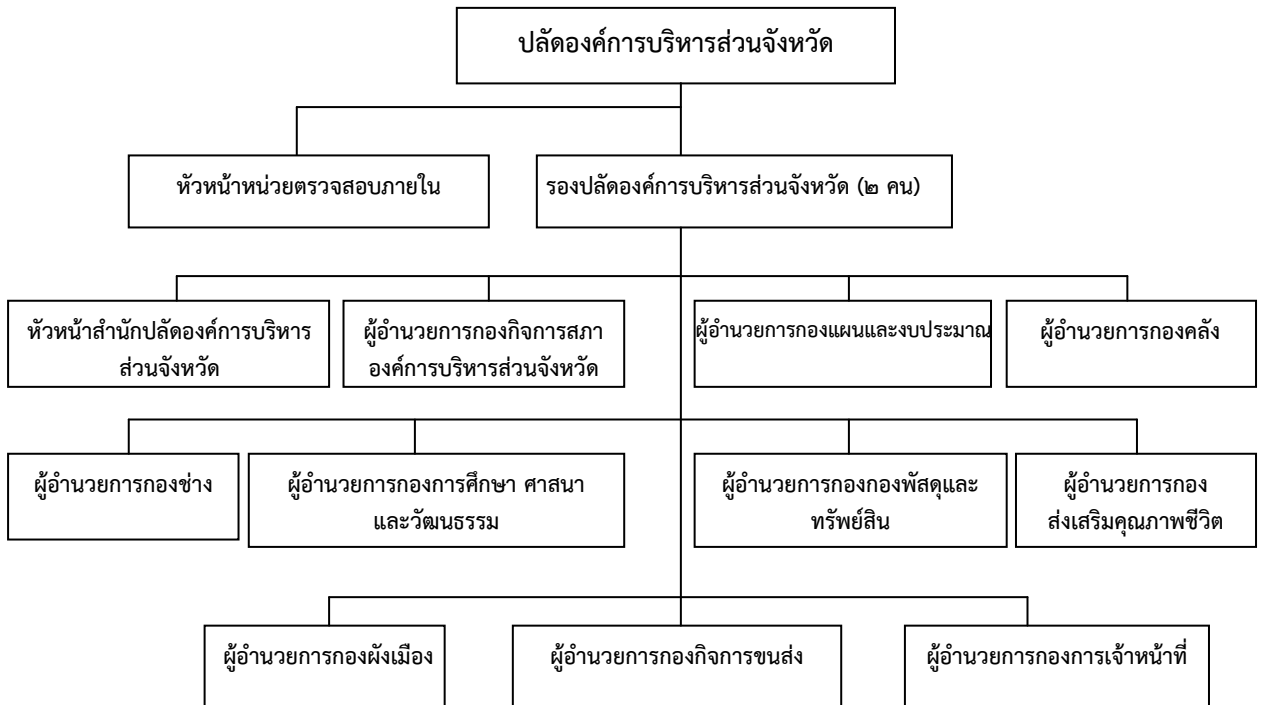 ปลัดองค์การบริหารส่วนจังหวัด
หัวหน้าหน่วยตรวจสอบภายใน
รองปลัดองค์การบริหารส่วนจังหวัด (๒ คน)
หัวหน้าสำนักปลัดองค์การบริหาร
ส่วนจังหวัด
ผู้อำนวยการกองกิจการสภา
องค์การบริหารส่วนจังหวัด
ผู้อำนวยการกองแผนและงบประมาณ
ผู้อำนวยการกองคลัง
ผู้อำนวยการกองช่าง
ผู้อำนวยการกองการศึกษา ศาสนา
และวัฒนธรรม
ผู้อำนวยการกองกองพัสดุและ
ทรัพย์สิน
ผู้อำนวยการกอง
ส่งเสริมคุณภาพชีวิต
ผู้อำนวยการกองผังเมือง
ผู้อำนวยการกองกิจการขนส่ง
ผู้อำนวยการกองการเจ้าหน้าที่